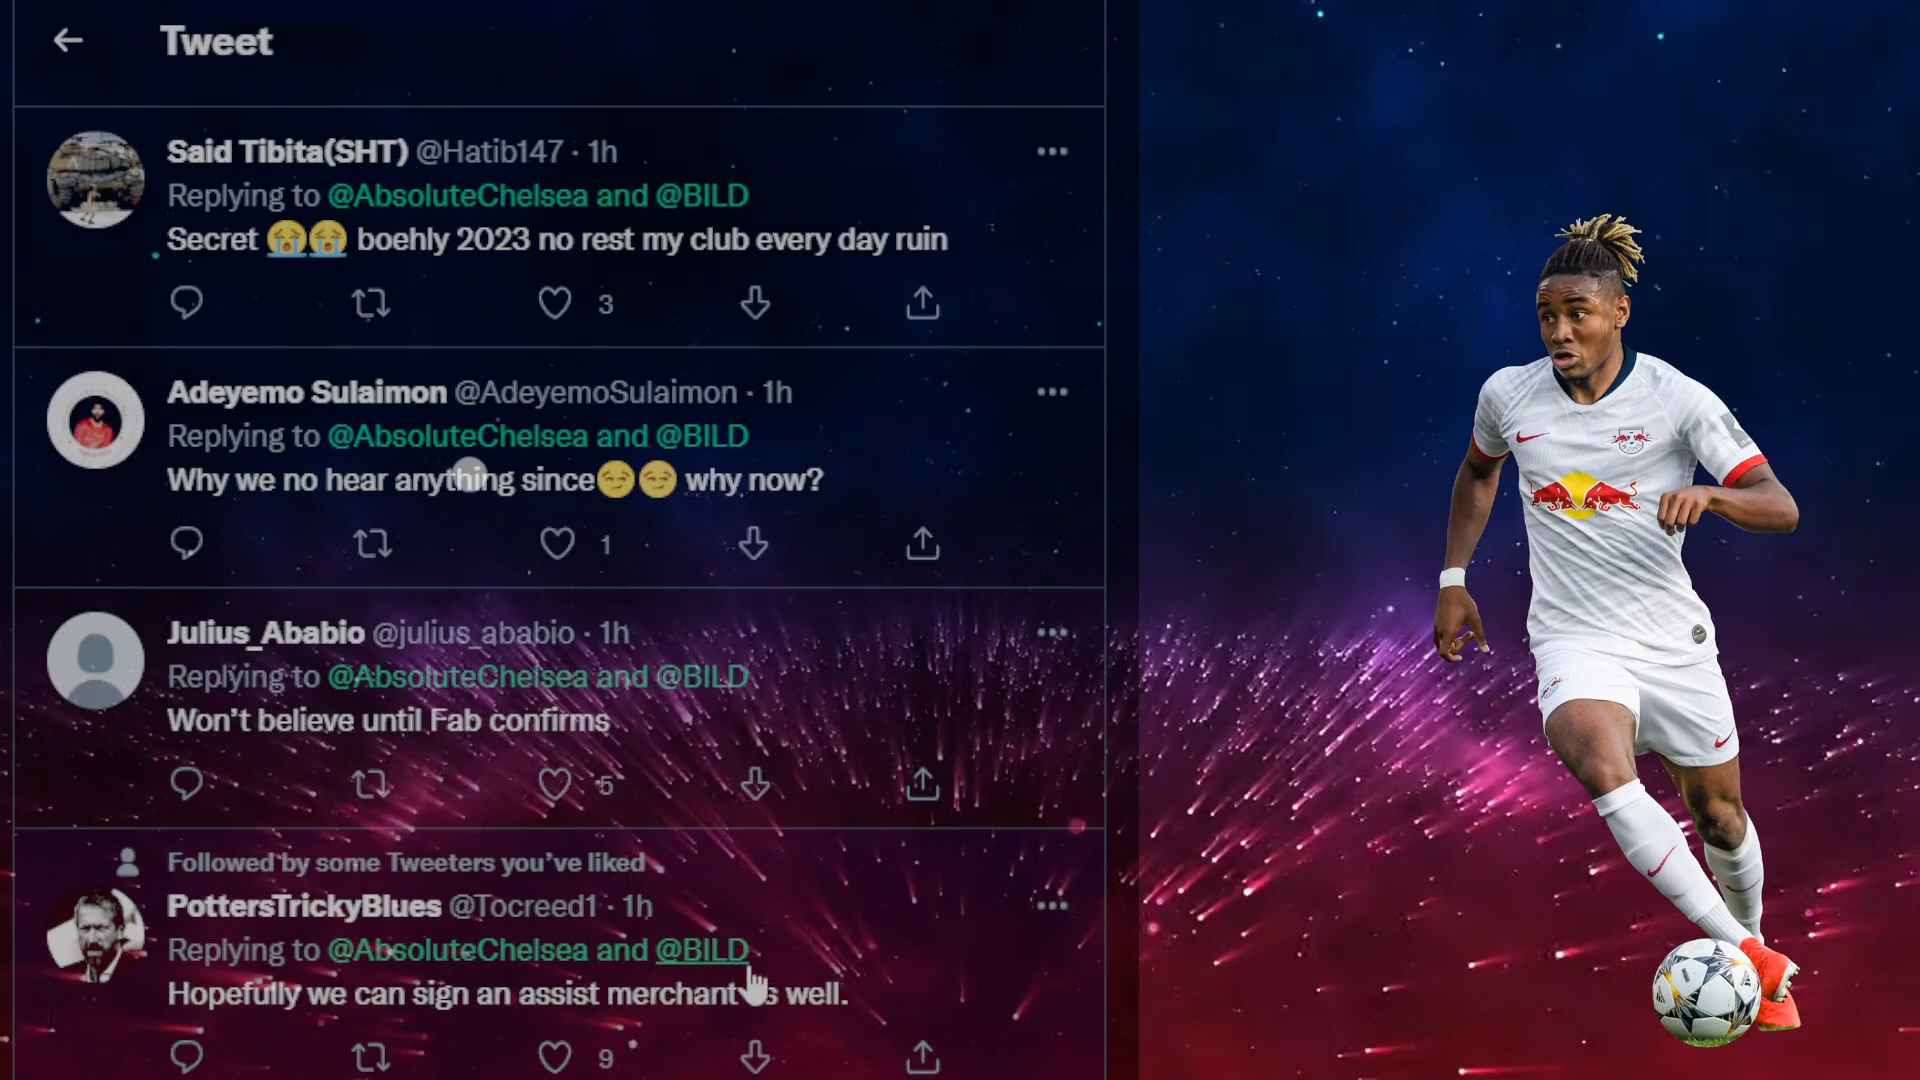 Tweet
Said Tibita(SHT) @Hatib147 · 1h
Replying to @AbsoluteChelsea and @BILD
Secret 😭😭 boehly 2023 no rest my club every day ruin
3
Adeyemo Sulaimon @AdeyemoSulaimon · 1h
Replying to @AbsoluteChelsea and @BILD
Why we no hear anything since😏😏 why now?
1
Julius_Ababio @julius_ababio · 1h
Replying to @AbsoluteChelsea and @BILD
Won't believe until Fab confirms
5
Followed by some Tweeters you've liked
PottersTrickyBlues @Tocreed1 · 1h
Replying to @AbsoluteChelsea and @BILD
Hopefully we can sign an assist merchant well.
9